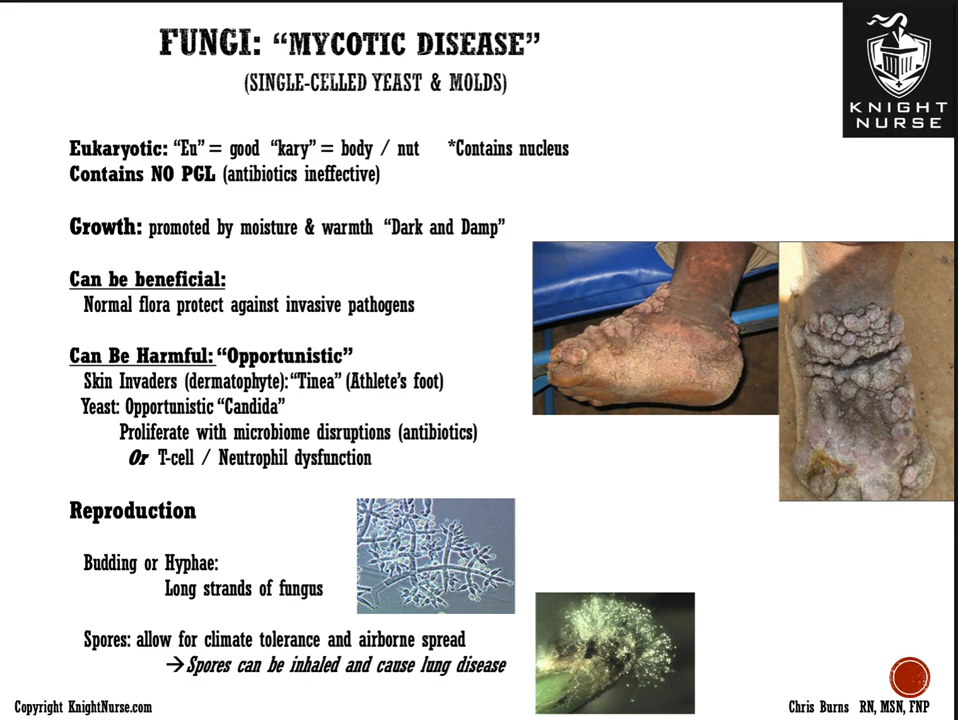 FUNGI: “MYCOTIC DISEASE”
(SINGLE-CELLED YEAST & MOLDS)
KNIGHT
NURSE
Eukaryotic: “Eu” = good “kary” = body / nut *Contains nucleus
Contains NO PGL (antibiotics ineffective)
Growth: promoted by moisture & warmth “Dark and Damp”
Can be beneficial:
Normal flora protect against invasive pathogens
Can Be Harmful: “Opportunistic”
Skin Invaders (dermatophyte): “Tinea” (Athlete’s foot)
Yeast: Opportunistic “Candida”
Proliferate with microbiome disruptions (antibiotics)
Or T-cell / Neutrophil dysfunction
Reproduction
Budding or Hyphae:
Long strands of fungus
Spores: allow for climate tolerance and airborne spread
→Spores can be inhaled and cause lung disease
Copyright KnightNurse.com
Chris Burns RN, MSN, FNP